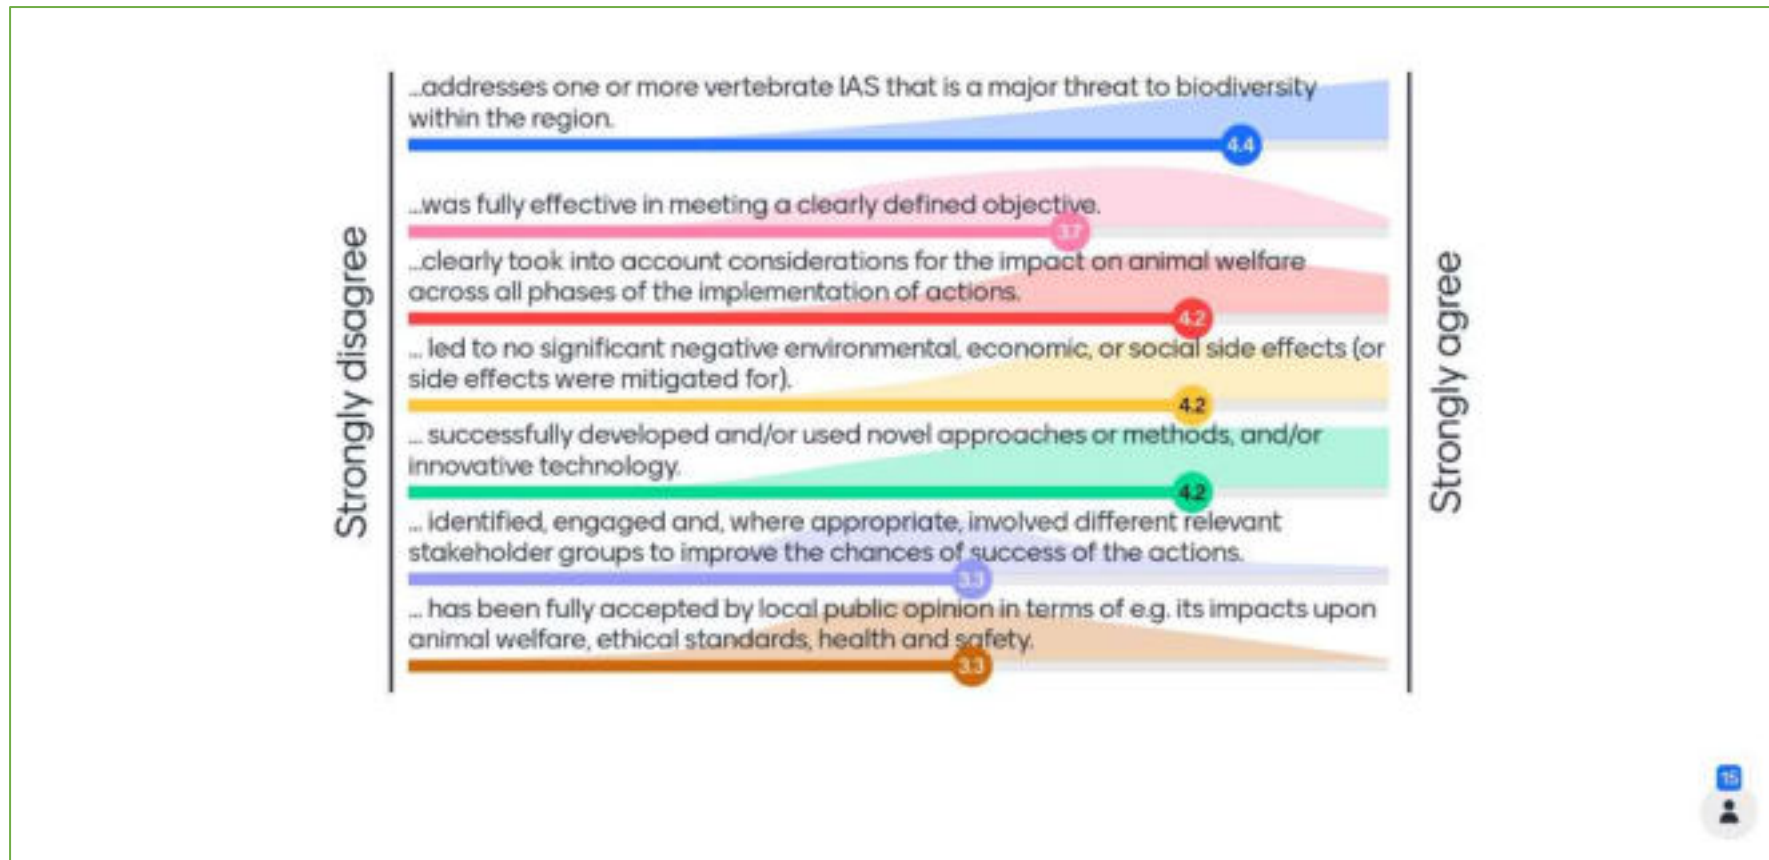 Strongly disagree
...addresses one or more vertebrate IAS that is a major threat to biodiversity
within the region.
4.4
...was fully effective in meeting a clearly defined objective.
3.7
...clearly took into account considerations for the impact on animal welfare
across all phases of the implementation of actions.
4.2
... led to no significant negative environmental, economic, or social side effects (or
side effects were mitigated for).
4.2
... successfully developed and/or used novel approaches or methods, and/or
innovative technology.
4.2
... identified, engaged and, where appropriate, involved different relevant
stakeholder groups to improve the chances of success of the actions.
3.3
... has been fully accepted by local public opinion in terms of e.g. its impacts upon
animal welfare, ethical standards, health and safety.
3.3
Strongly agree
15